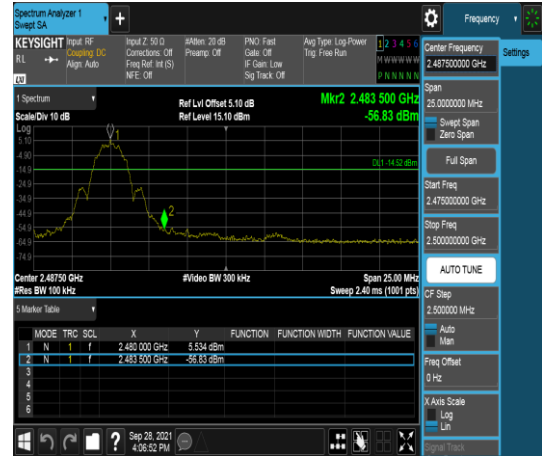 Spectrum Analyzer 1
Swept SA
Frequency
KEYSIGHT Input: RF
RL
Coupling: DC
Align: Auto
LXI
Input Z: 50 Ω
Corrections: Off
Freq Ref: Int (S)
NFE: Off
#Atten: 20 dB
Preamp: Off
PNO: Fast
Gate: Off
IF Gain: Low
Sig Track: Off
Avg Type: Log-Power
Trig: Free Run
1 2 3 4 5 6
M W W W W W
P N N N N N
1 Spectrum
Scale/Div 10 dB
Ref Lvl Offset 5.10 dB
Ref Level 15.10 dBm
Mkr2 2.483 500 GHz
-56.83 dBm
Log
1
5.10
-4.90
DL1 -14.52 dBm
-14.9
-24.9
-34.9
-44.9
2
-54.9
-64.9
-74.9
Center 2.48750 GHz
#Res BW 100 kHz
#Video BW 300 kHz
Span 25.00 MHz
Sweep 2.40 ms (1001 pts)
5 Marker Table
MODE TRC SCL X Y FUNCTION FUNCTION WIDTH FUNCTION VALUE
1 N 1 f 2.480 000 GHz 5.534 dBm
2 N 1 f 2.483 500 GHz -56.83 dBm
3
4
5
6
Sep 28, 2021
4:06:52 PM
Settings
Center Frequency
2.487500000 GHz
Span
25.0000000 MHz
Swept Span
Zero Span
Full Span
Start Freq
2.475000000 GHz
Stop Freq
2.500000000 GHz
AUTO TUNE
CF Step
2.500000 MHz
Auto
Man
Freq Offset
0 Hz
X Axis Scale
Log
Lin
Signal Track